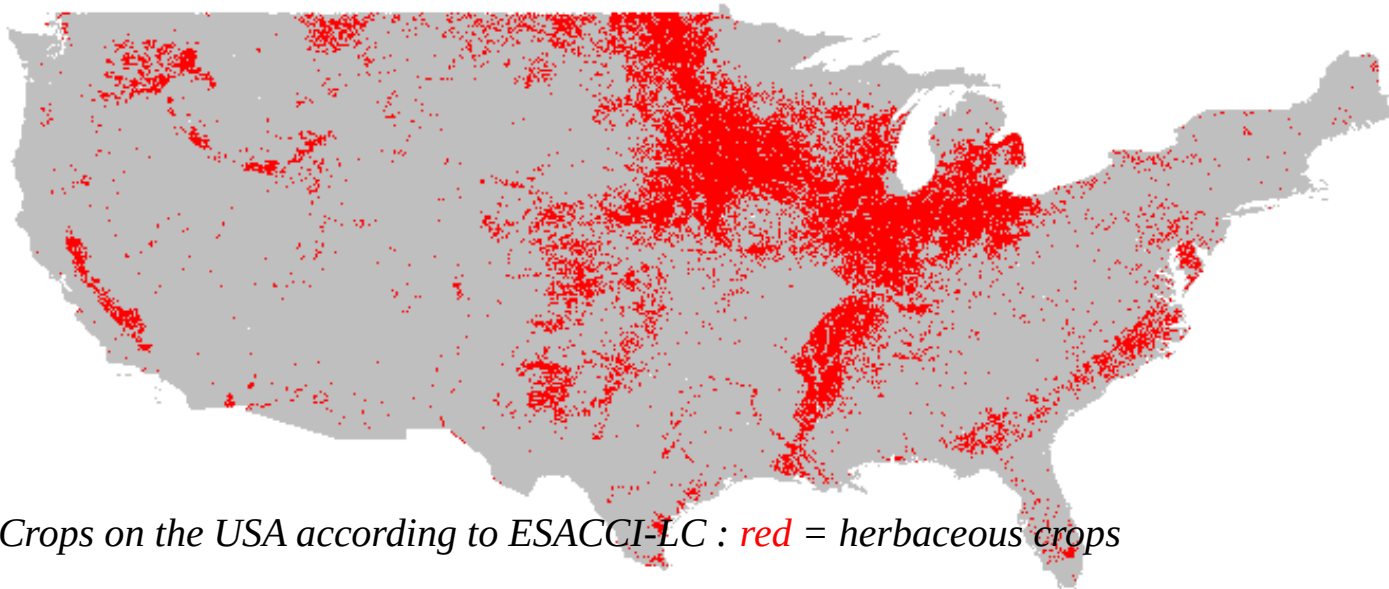 Crops on the USA according to ESACCI-LC : red = herbaceous crops